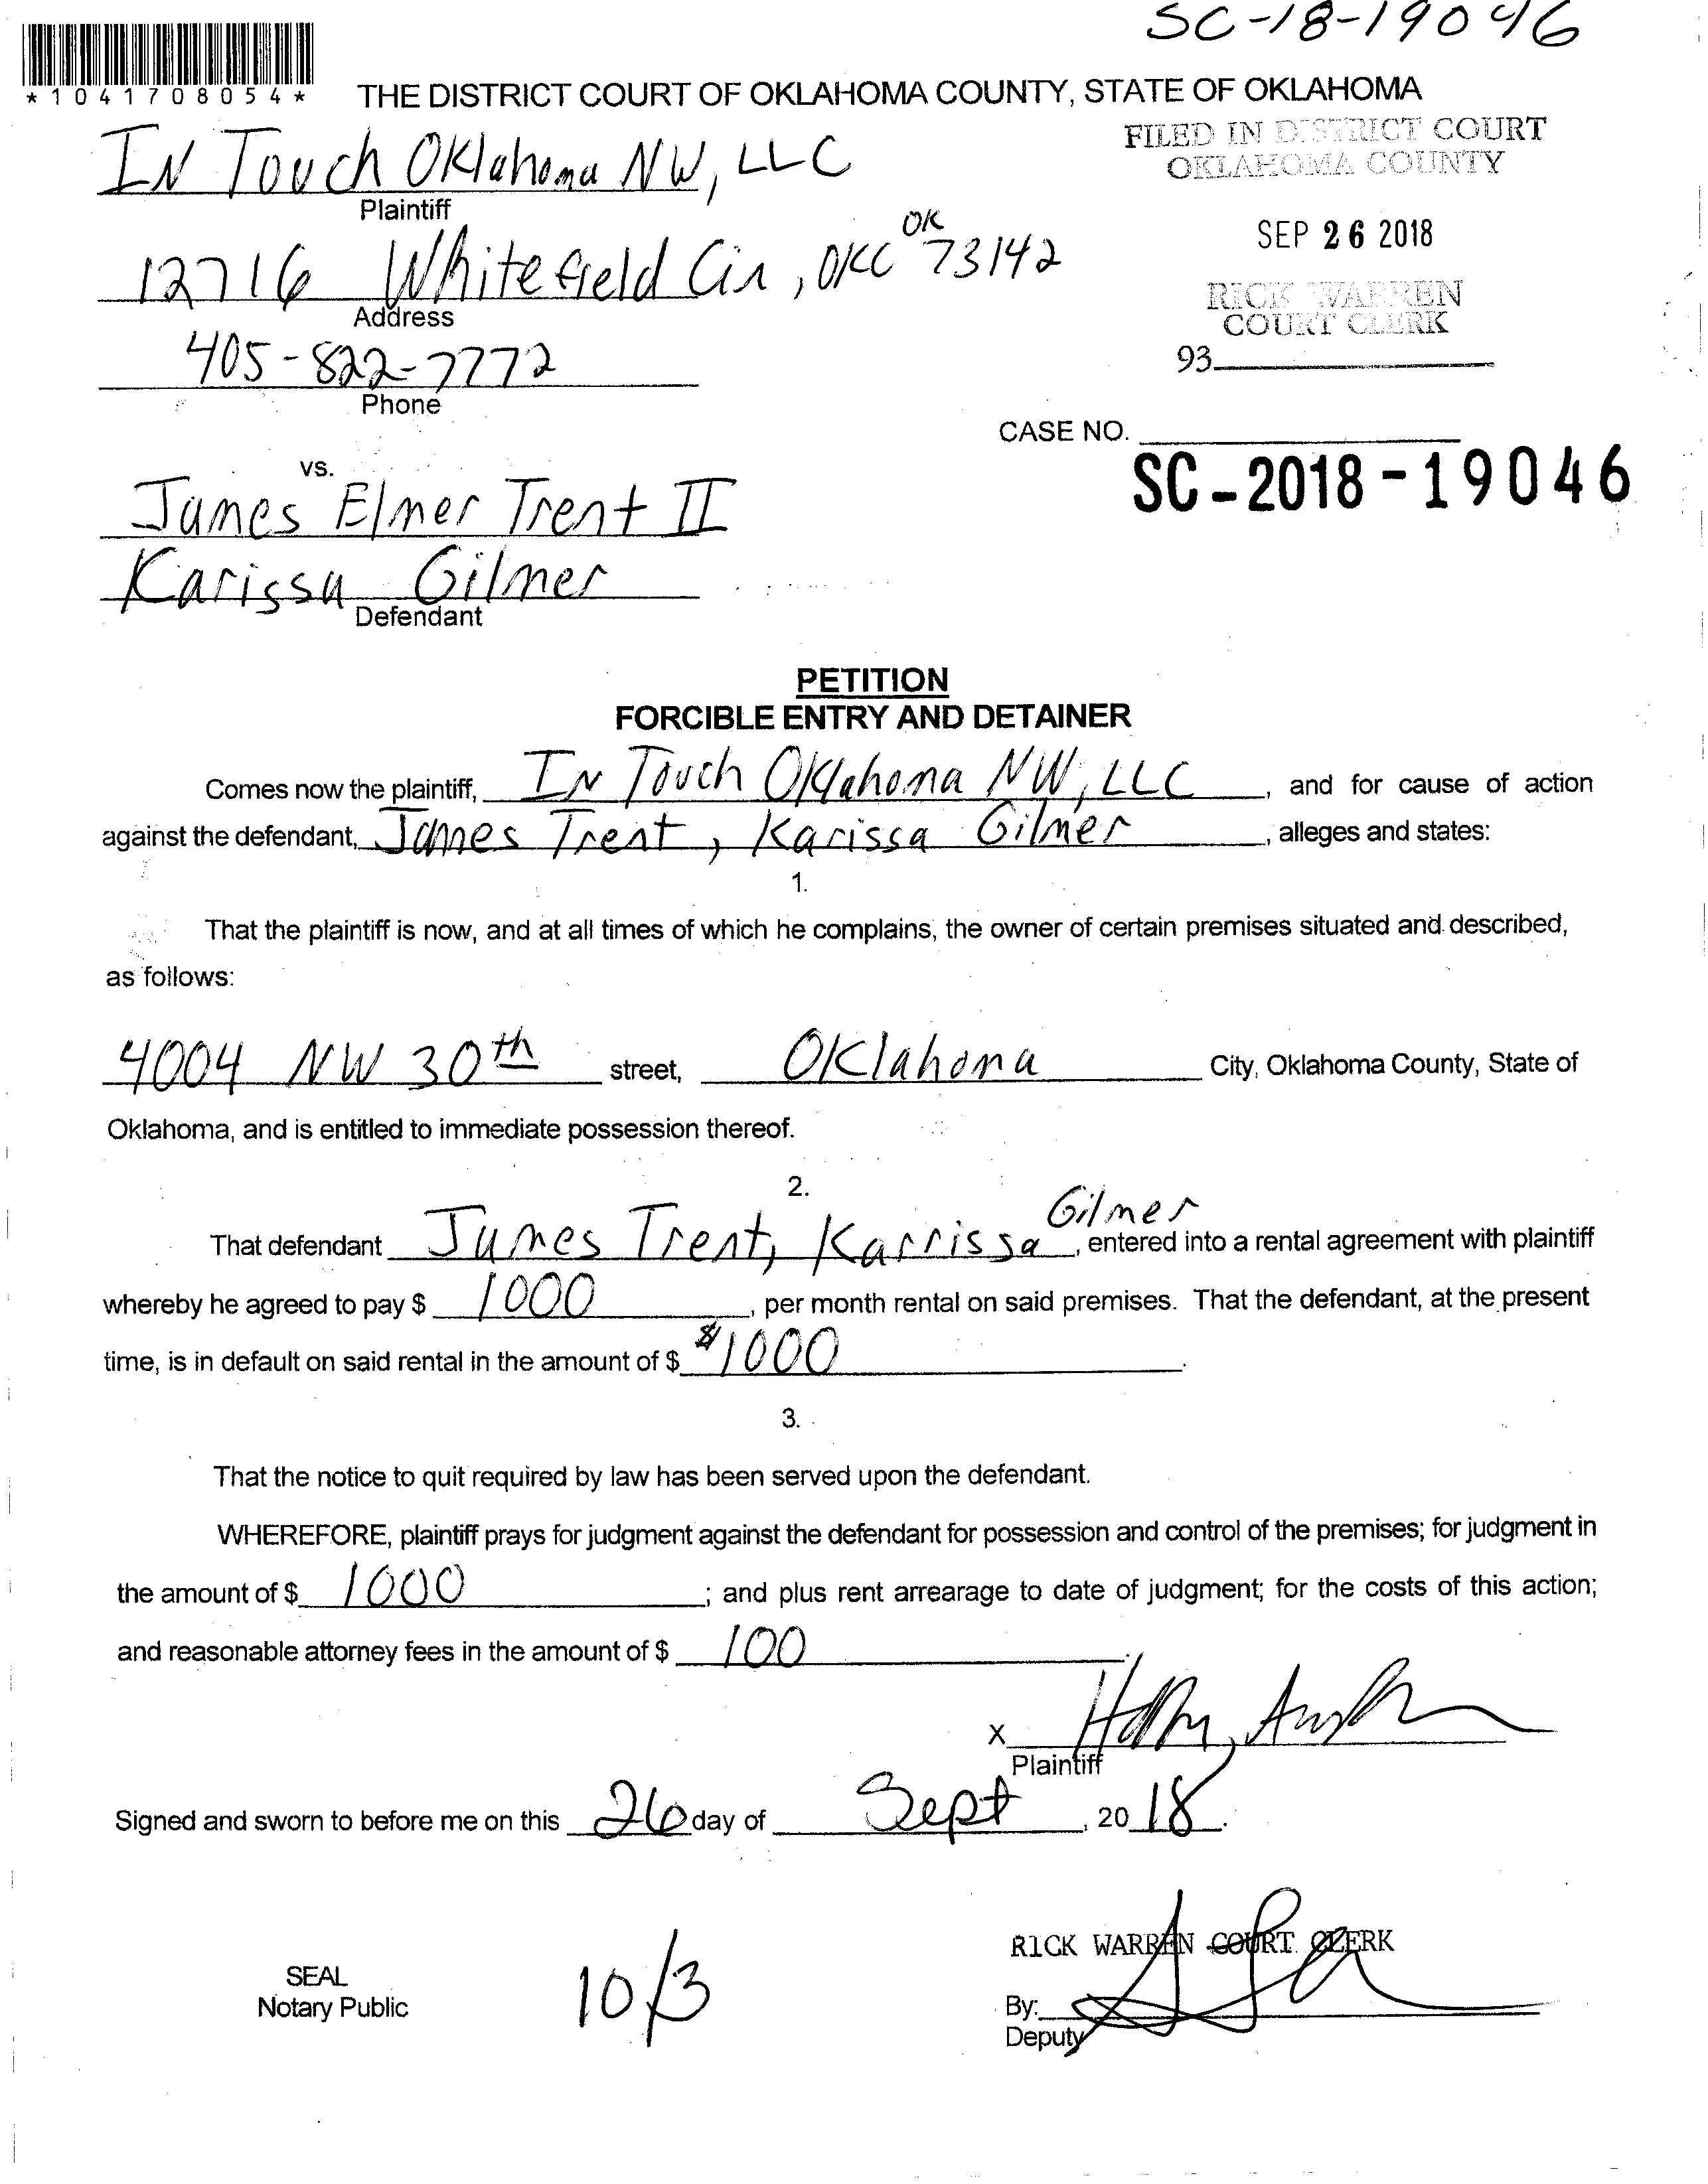 SC-18-19046
*1041708054*
THE DISTRICT COURT OF OKLAHOMA COUNTY, STATE OF OKLAHOMA
FILED IN DISTRICT COURT
OKLAHOMA COUNTY
IN Touch Oklahoma NW, LLC
Plaintiff
SEP 26 2018
12716 Whitefield Cir, OKC OK 73142
Address
RICK WARREN
COURT CLERK
405-822-7772
93
Phone
CASE NO.
SC-2018-19046
vs.
James Elmer Trent II
Karissa Gilmer
Defendant
PETITION
FORCIBLE ENTRY AND DETAINER
Comes now the plaintiff, IN Touch Oklahoma NW, LLC, and for cause of action
against the defendant, James Trent, Karissa Gilmer, alleges and states:
1.
That the plaintiff is now, and at all times of which he complains, the owner of certain premises situated and described,
as follows:
4004 NW 30th street, Oklahoma City, Oklahoma County, State of
Oklahoma, and is entitled to immediate possession thereof.
2.
That defendant James Trent, Karrissa Gilmer, entered into a rental agreement with plaintiff
whereby he agreed to pay $ 1000, per month rental on said premises. That the defendant, at the present
time, is in default on said rental in the amount of $ $1000.
3.
That the notice to quit required by law has been served upon the defendant.
WHEREFORE, plaintiff prays for judgment against the defendant for possession and control of the premises; for judgment in
the amount of $ 1000; and plus rent arrearage to date of judgment; for the costs of this action;
and reasonable attorney fees in the amount of $ 100.
X
Plaintiff
Signed and sworn to before me on this 26 day of Sept, 2018.
RICK WARREN COURT CLERK
SEAL
Notary Public
10/3
By:
Deputy